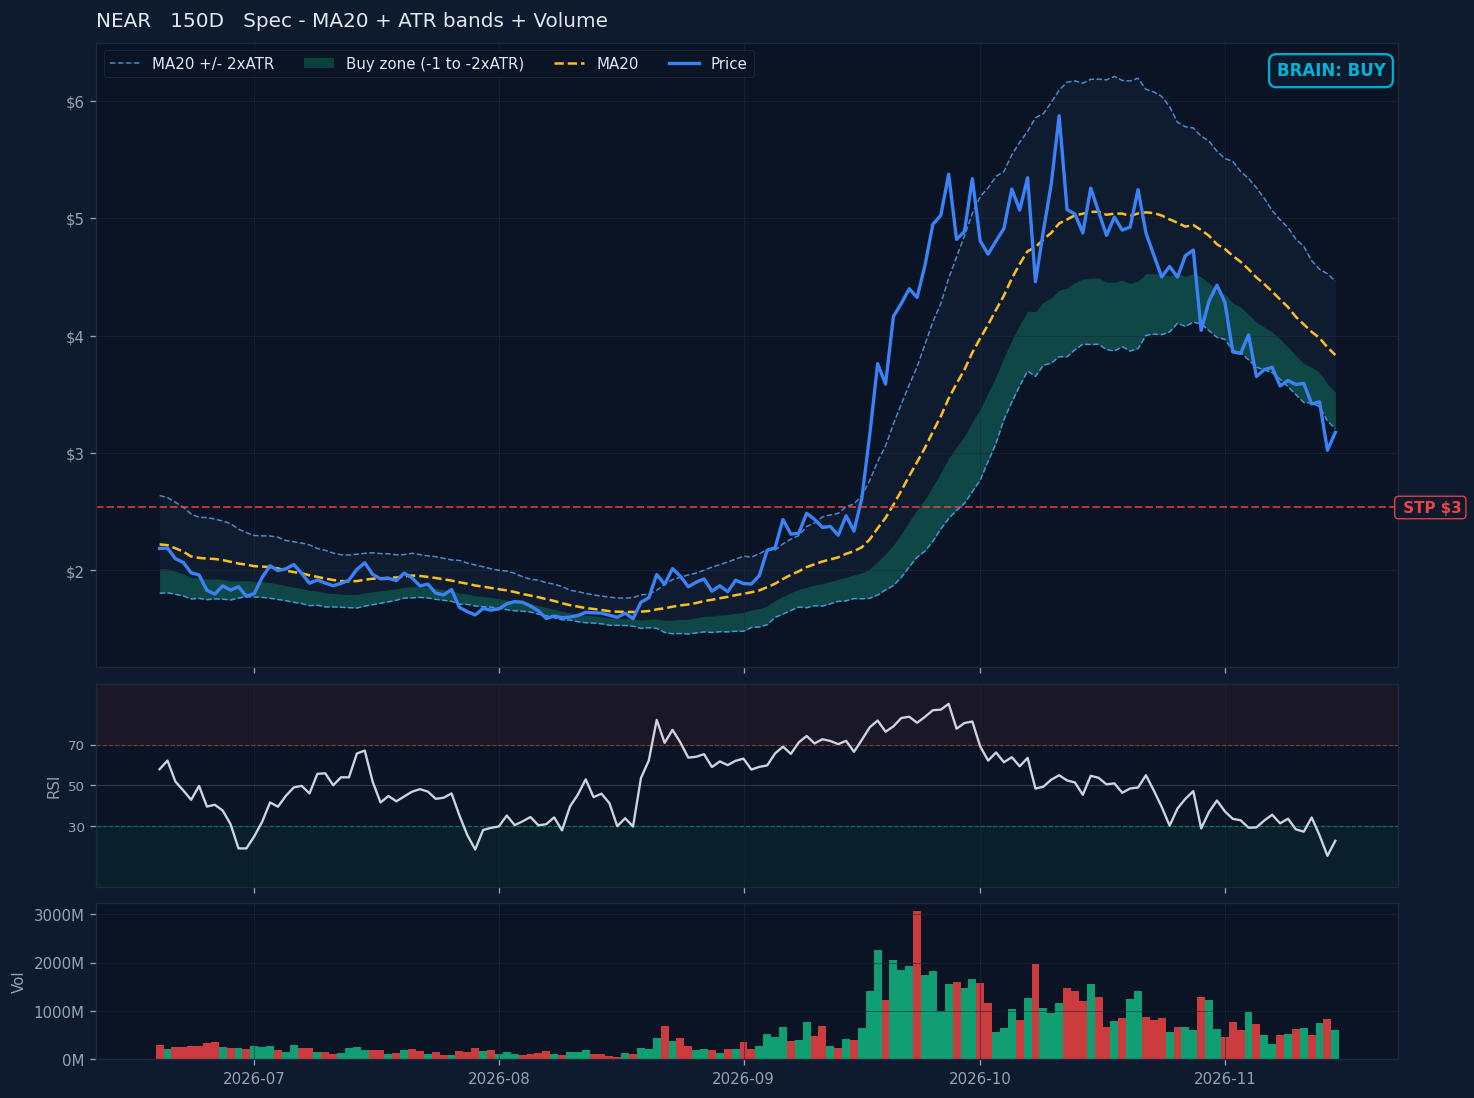 NEAR   150D   Spec - MA20 + ATR bands + Volume
MA20 +/- 2xATR   Buy zone (-1 to -2xATR)   MA20   Price
BRAIN: BUY
$6
$5
$4
$3
$2
STP $3
RSI
70
50
30
Vol
3000M
2000M
1000M
0M
2026-07   2026-08   2026-09   2026-10   2026-11